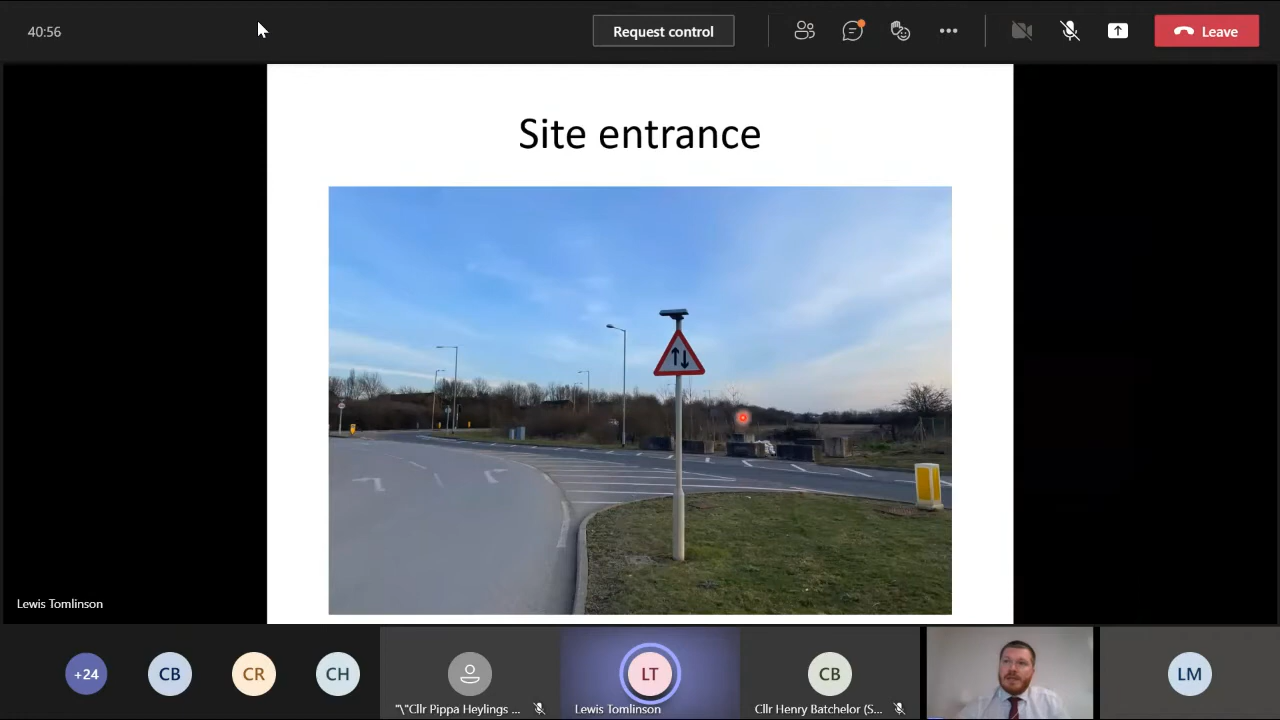 40:56
Request control
Leave
Site entrance
Lewis Tomlinson
+24
CB
CR
CH
LT
CB
LM
"\"Cllr Pippa Heylings ...
Lewis Tomlinson
Cllr Henry Batchelor (S...